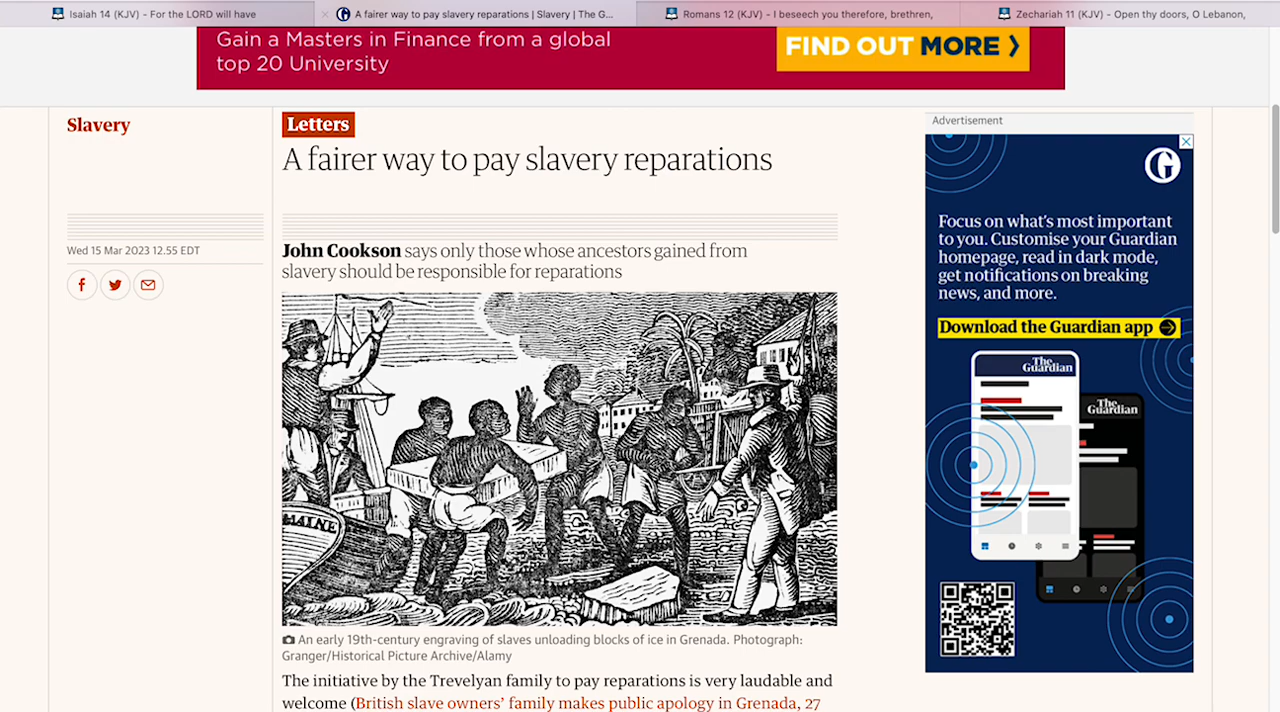 Isaiah 14 (KJV) - For the LORD will have
A fairer way to pay slavery reparations | Slavery | The G...
Romans 12 (KJV) - I beseech you therefore, brethren,
Zechariah 11 (KJV) - Open thy doors, O Lebanon,
Gain a Masters in Finance from a global
top 20 University
FIND OUT MORE ❯
Slavery
Wed 15 Mar 2023 12.55 EDT
Letters
A fairer way to pay slavery reparations
John Cookson says only those whose ancestors gained from
slavery should be responsible for reparations
MAINE
An early 19th-century engraving of slaves unloading blocks of ice in Grenada. Photograph:
Granger/Historical Picture Archive/Alamy
The initiative by the Trevelyan family to pay reparations is very laudable and
welcome (British slave owners’ family makes public apology in Grenada, 27
Advertisement
G
Focus on what’s most important
to you. Customise your Guardian
homepage, read in dark mode,
get notifications on breaking
news, and more.
Download the Guardian app
The
Guardian
The
Guardian